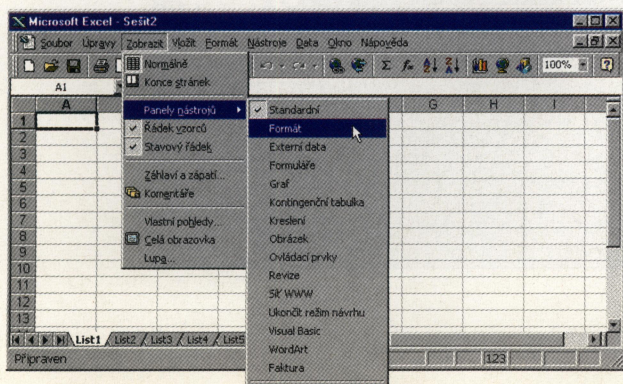 Microsoft Excel - Sešit2
Soubor Úpravy Zobrazit Vložit Formát Nástroje Data Okno Nápověda
100%
A1
Normálně
Konce stránek
Panely nástrojů
Řádek vzorců
Stavový řádek
Záhlaví a zápatí...
Komentáře
Vlastní pohledy...
Celá obrazovka
Lupa...
Standardní
Formát
Externí data
Formuláře
Graf
Kontingenční tabulka
Kreslení
Obrázek
Ovládací prvky
Revize
Síť WWW
Ukončit režim návrhu
Visual Basic
WordArt
Faktura
A G H I
1
2
3
4
5
6
7
8
9
10
11
12
13
List1 List2 List3 List4 List5
Připraven 123